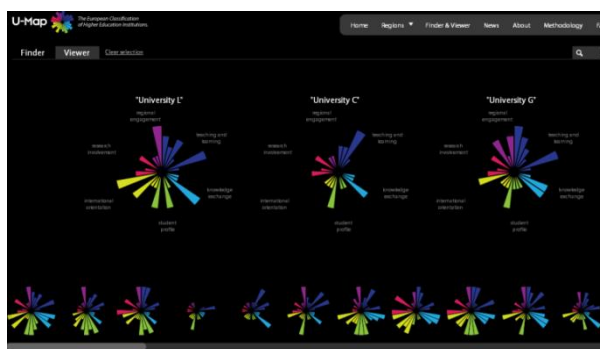 U-Map
The European Classification
of Higher Education Institutions.
Home Regions Finder & Viewer News About Methodology
Finder Viewer Clear selection
"University L" "University C" "University G"
regional
engagement
teaching and
learning
research
involvement
knowledge
exchange
international
orientation
student
profile
regional
engagement
teaching and
learning
research
involvement
knowledge
exchange
international
orientation
student
profile
regional
engagement
teaching and
learning
research
involvement
knowledge
exchange
international
orientation
student
profile